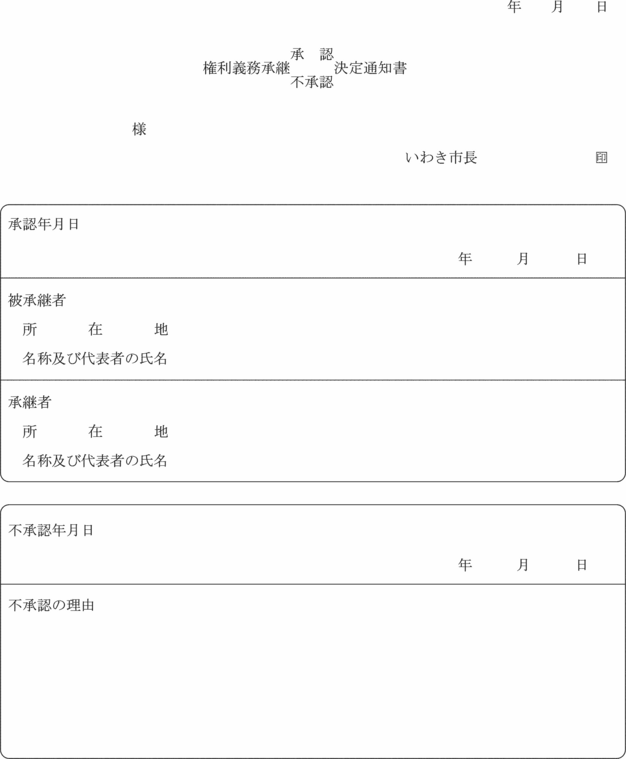 年　月　日
権利義務承継 承　認 不承認 決定通知書
様
いわき市長　印
承認年月日
年　月　日
被承継者
所　在　地
名称及び代表者の氏名
承継者
所　在　地
名称及び代表者の氏名
不承認年月日
年　月　日
不承認の理由